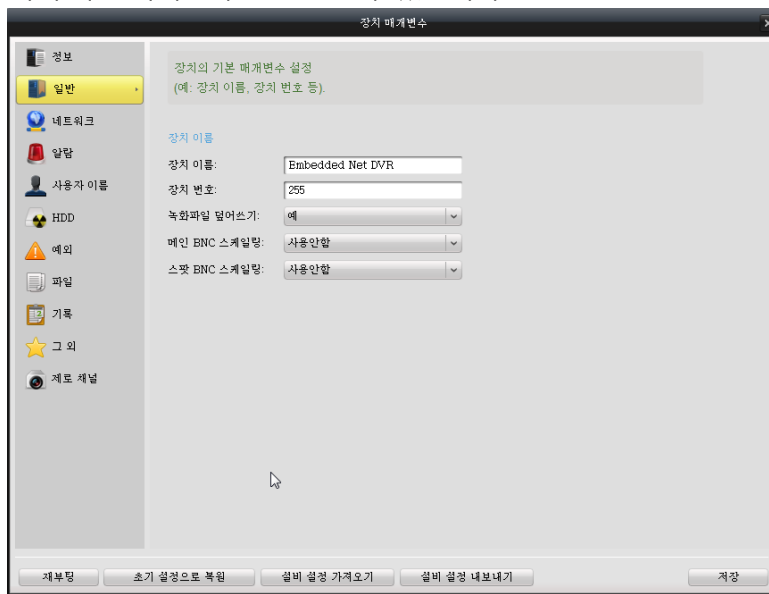 장치 매개변수
정보
일반
네트워크
알람
사용자 이름
HDD
예외
파일
기록
그 외
제로 채널
장치의 기본 매개변수 설정
(예: 장치 이름, 장치 번호 등).
장치 이름
장치 이름: Embedded Net DVR
장치 번호: 255
녹화파일 덮어쓰기: 예
메인 BNC 스케일링: 사용안함
스팟 BNC 스케일링: 사용안함
재부팅 초기 설정으로 복원 설비 설정 가져오기 설비 설정 내보내기 저장